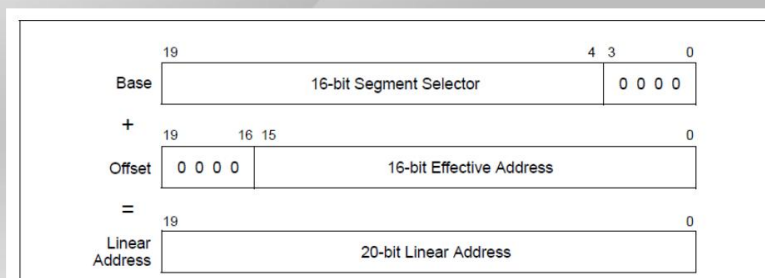 19 4 3 0
Base 16-bit Segment Selector 0 0 0 0
+
19 16 15 0
Offset 0 0 0 0 16-bit Effective Address
=
19 0
Linear
Address 20-bit Linear Address